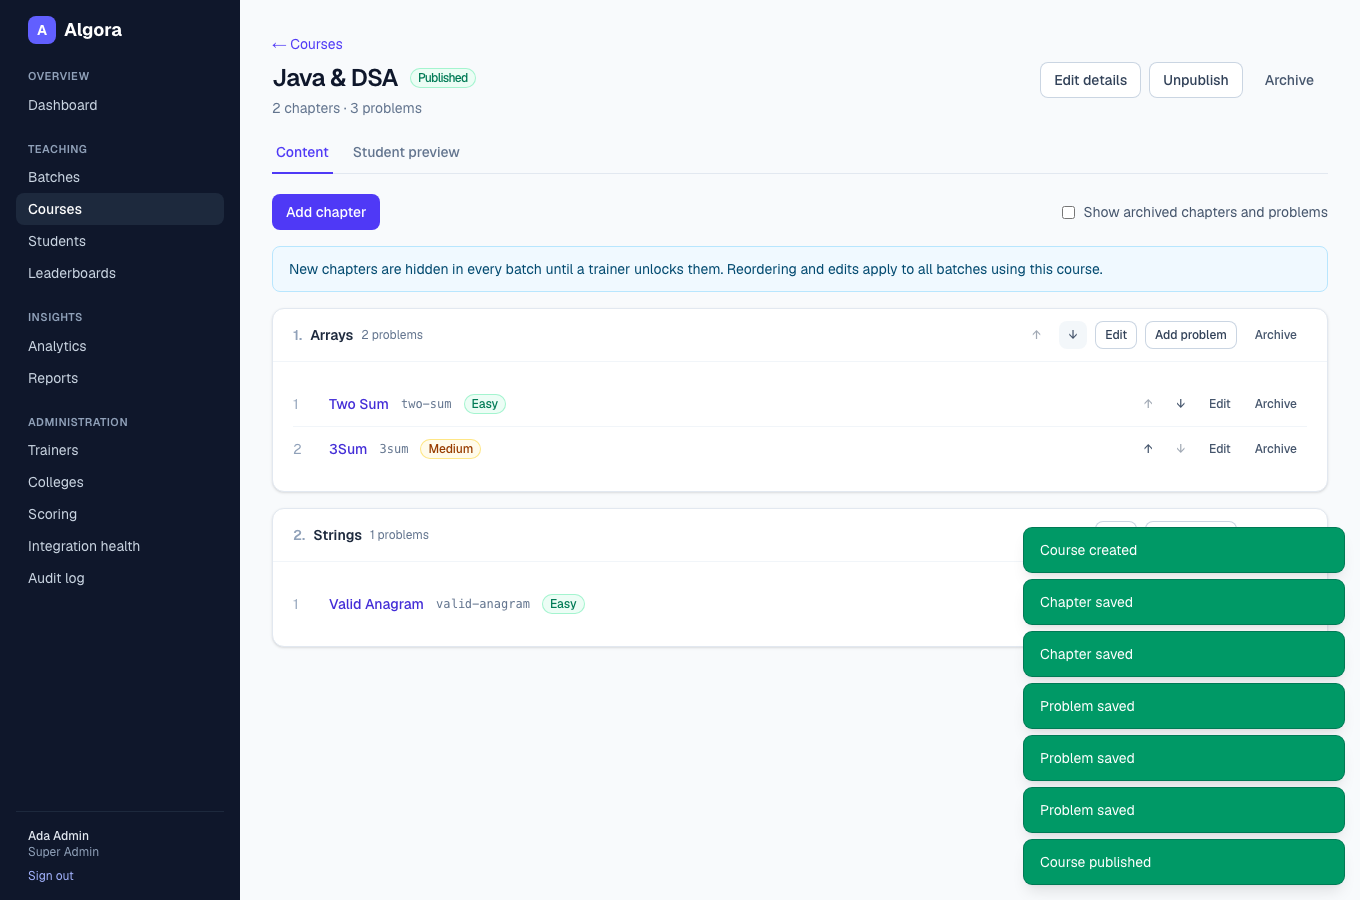 A Algora
OVERVIEW
Dashboard
TEACHING
Batches
Courses
Students
Leaderboards
INSIGHTS
Analytics
Reports
ADMINISTRATION
Trainers
Colleges
Scoring
Integration health
Audit log
Ada Admin
Super Admin
Sign out
← Courses
Java & DSA Published
Edit details Unpublish Archive
2 chapters · 3 problems
Content Student preview
Add chapter Show archived chapters and problems
New chapters are hidden in every batch until a trainer unlocks them. Reordering and edits apply to all batches using this course.
1. Arrays 2 problems ↑ ↓ Edit Add problem Archive
1 Two Sum two-sum Easy ↑ ↓ Edit Archive
2 3Sum 3sum Medium ↑ ↓ Edit Archive
2. Strings 1 problems
1 Valid Anagram valid-anagram Easy
Course created
Chapter saved
Chapter saved
Problem saved
Problem saved
Problem saved
Course published